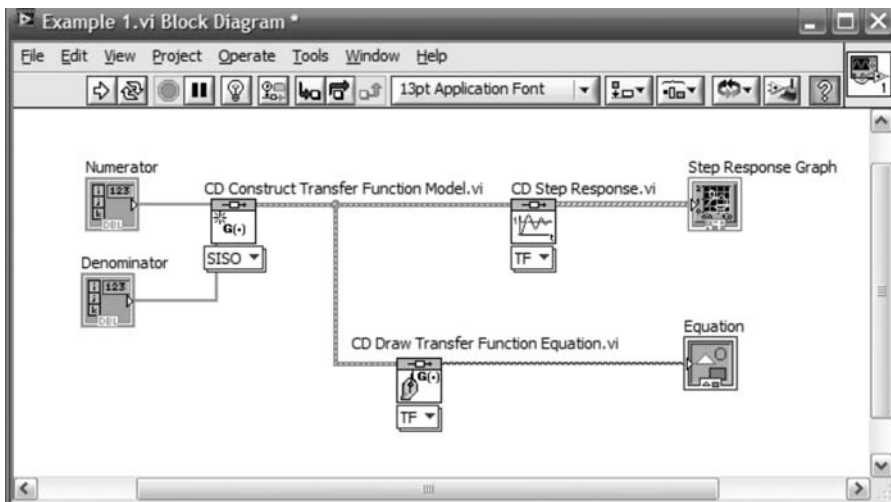 Example 1.vi Block Diagram *
File Edit View Project Operate Tools Window Help
13pt Application Font
1
Numerator
123
DBL
CD Construct Transfer Function Model.vi
G(·)
SISO
CD Step Response.vi
1
t
TF
Step Response Graph
Denominator
123
DBL
CD Draw Transfer Function Equation.vi
G(·)
TF
Equation